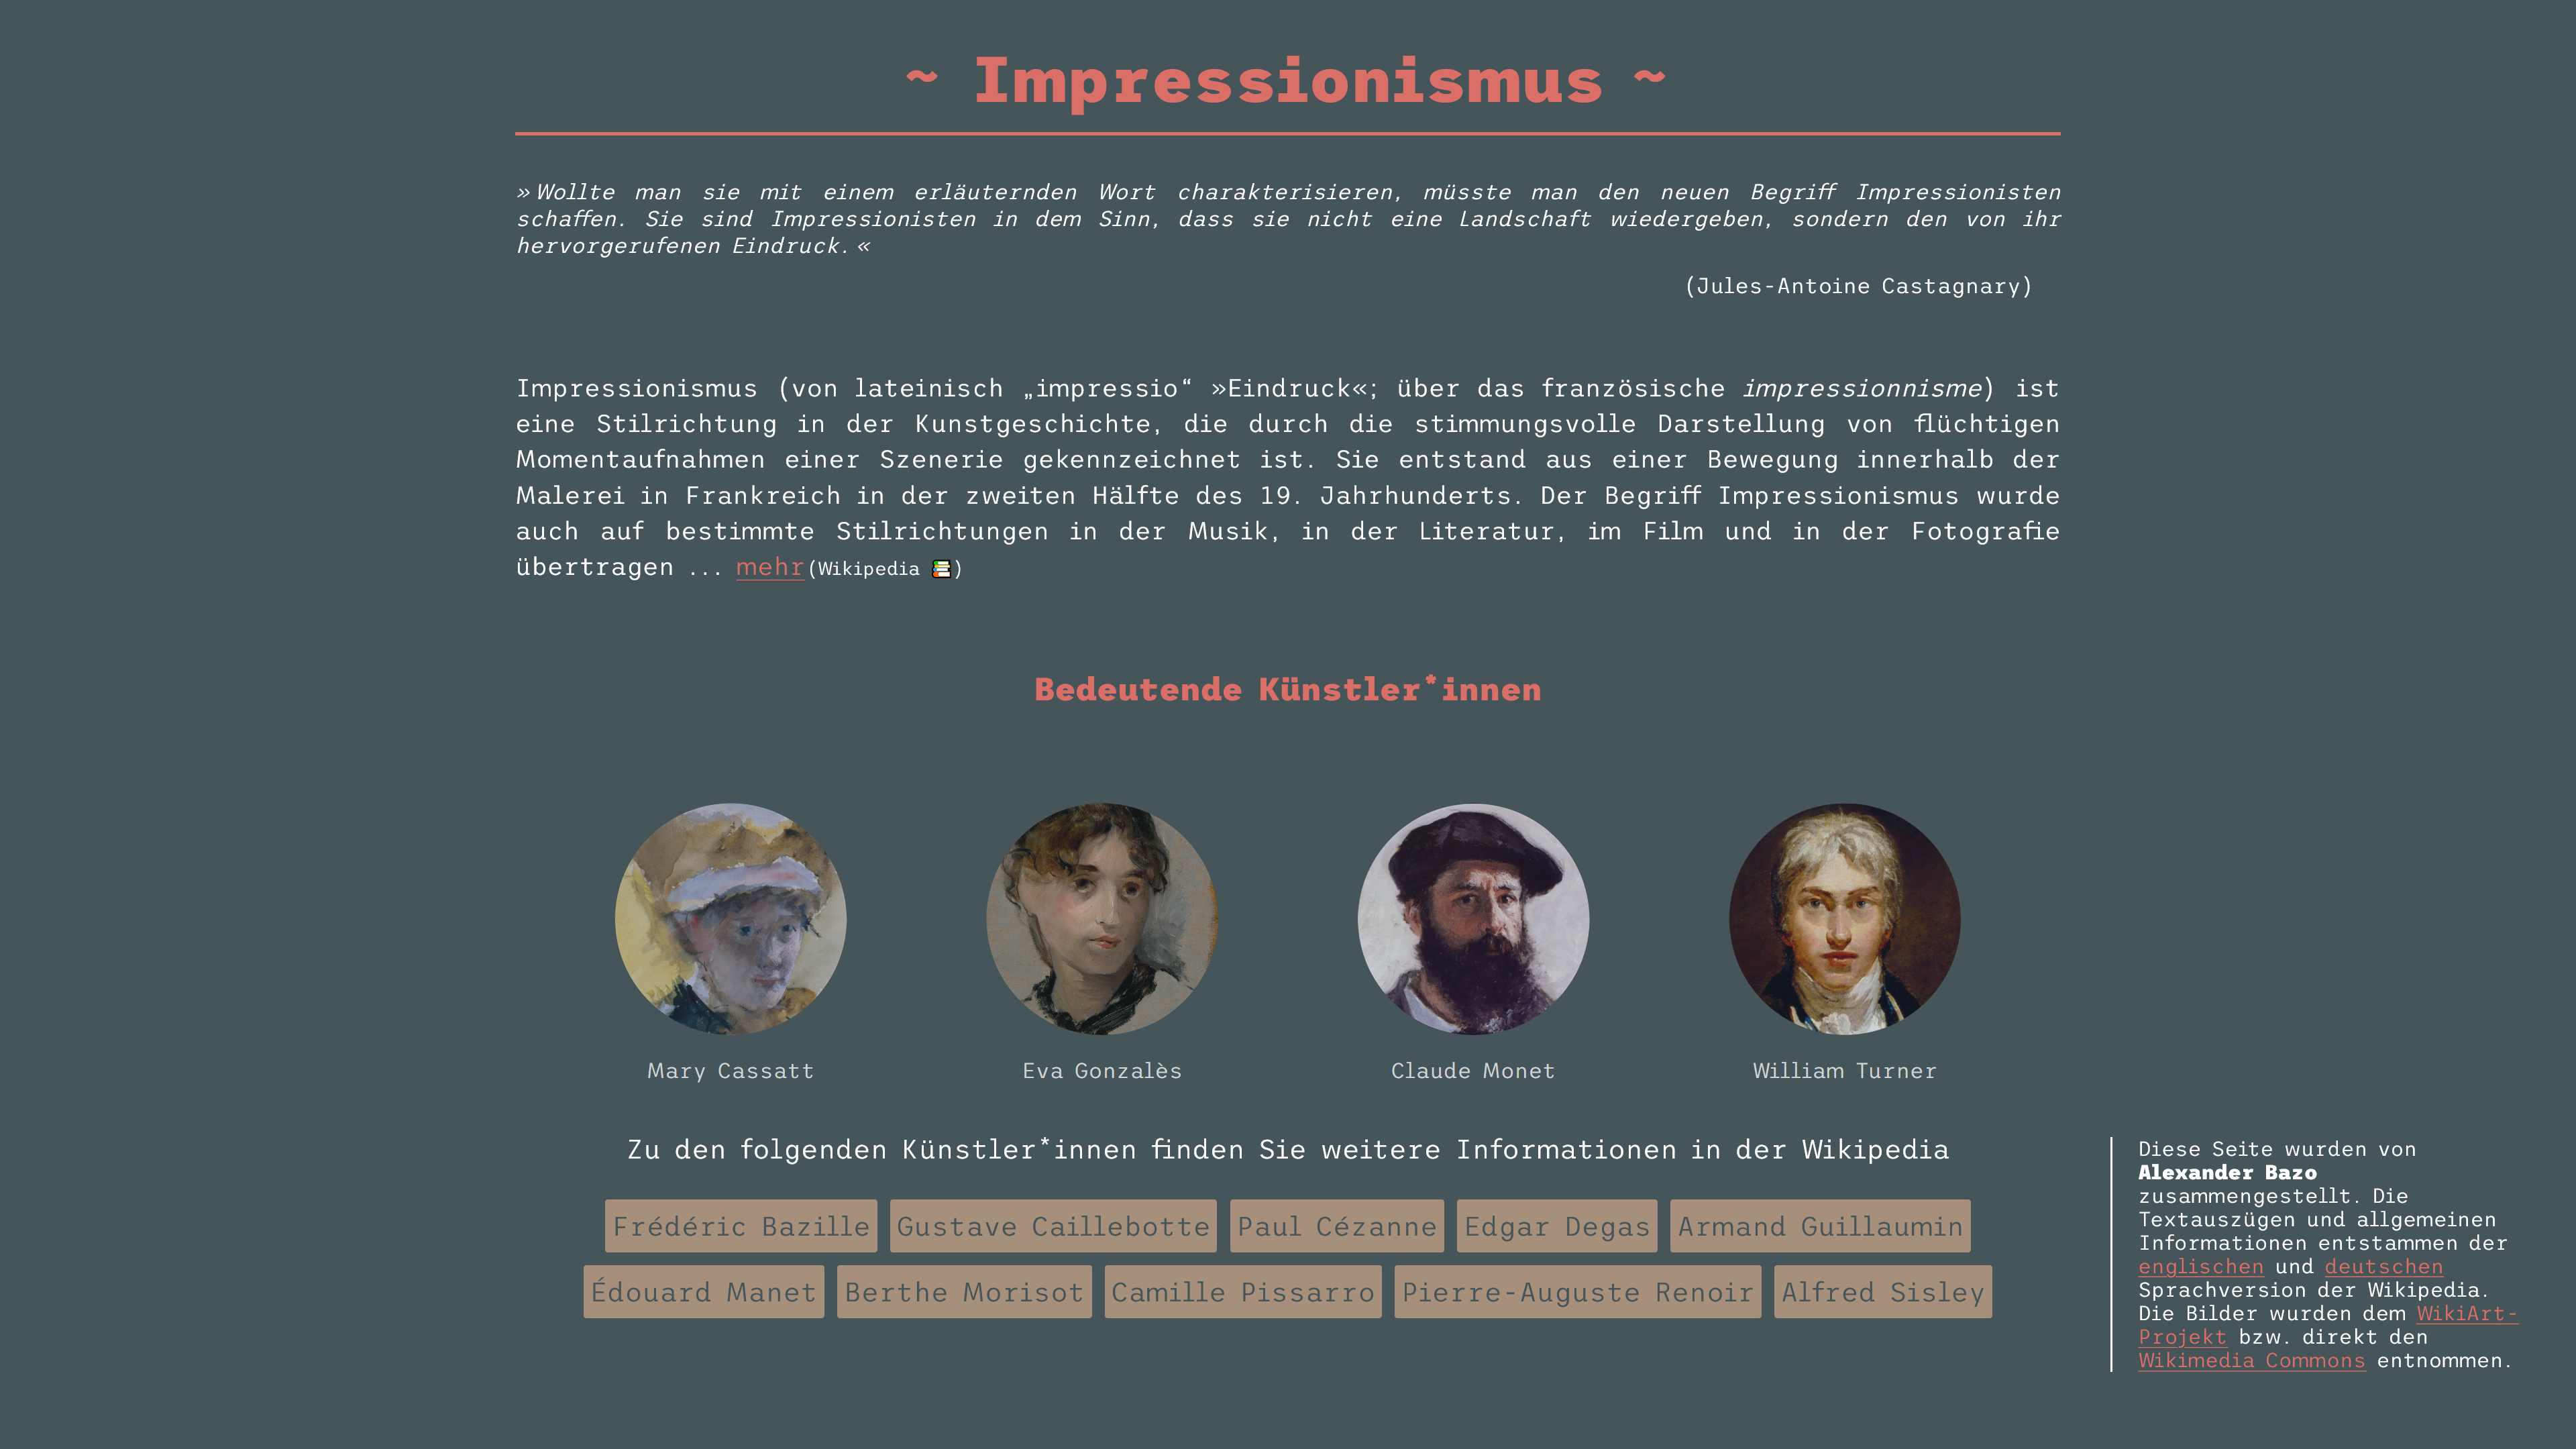 ~ Impressionismus ~
» Wollte man sie mit einem erläuternden Wort charakterisieren, müsste man den neuen Begriff Impressionisten
schaffen. Sie sind Impressionisten in dem Sinn, dass sie nicht eine Landschaft wiedergeben, sondern den von ihr
hervorgerufenen Eindruck. «
(Jules-Antoine Castagnary)
Impressionismus (von lateinisch „impressio“ »Eindruck«; über das französische impressionnisme) ist
eine Stilrichtung in der Kunstgeschichte, die durch die stimmungsvolle Darstellung von flüchtigen
Momentaufnahmen einer Szenerie gekennzeichnet ist. Sie entstand aus einer Bewegung innerhalb der
Malerei in Frankreich in der zweiten Hälfte des 19. Jahrhunderts. Der Begriff Impressionismus wurde
auch auf bestimmte Stilrichtungen in der Musik, in der Literatur, im Film und in der Fotografie
übertragen ... mehr (Wikipedia 📚)
Bedeutende Künstler*innen
Mary Cassatt
Eva Gonzalès
Claude Monet
William Turner
Zu den folgenden Künstler*innen finden Sie weitere Informationen in der Wikipedia
Frédéric Bazille Gustave Caillebotte Paul Cézanne Edgar Degas Armand Guillaumin
Édouard Manet Berthe Morisot Camille Pissarro Pierre-Auguste Renoir Alfred Sisley
Diese Seite wurden von
Alexander Bazo
zusammengestellt. Die
Textauszügen und allgemeinen
Informationen entstammen der
englischen und deutschen
Sprachversion der Wikipedia.
Die Bilder wurden dem WikiArt-
Projekt bzw. direkt den
Wikimedia Commons entnommen.